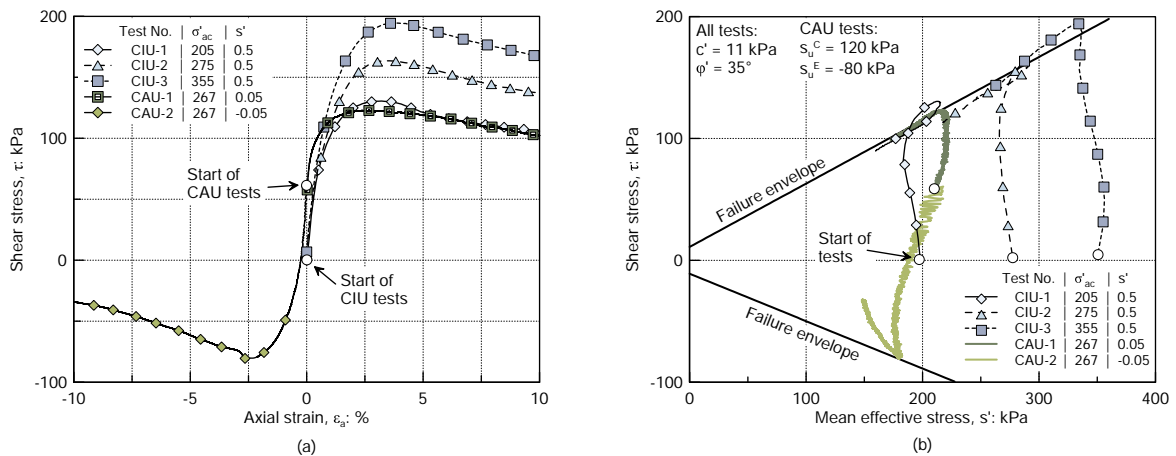 200
100
0
-100
Shear stress, τ: kPa
Test No. | σ'ac | s'
CIU-1 | 205 | 0.5
CIU-2 | 275 | 0.5
CIU-3 | 355 | 0.5
CAU-1 | 267 | 0.05
CAU-2 | 267 | -0.05
Start of
CAU tests
Start of
CIU tests
-10
-5
0
5
10
Axial strain, εa: %
(a)
200
100
0
-100
Shear stress, τ: kPa
All tests:
c' = 11 kPa
φ' = 35°
CAU tests:
suC = 120 kPa
suE = -80 kPa
Failure envelope
Start of
tests
Failure envelope
Test No. | σ'ac | s'
CIU-1 | 205 | 0.5
CIU-2 | 275 | 0.5
CIU-3 | 355 | 0.5
CAU-1 | 267 | 0.05
CAU-2 | 267 | -0.05
0
100
200
300
400
Mean effective stress, s': kPa
(b)